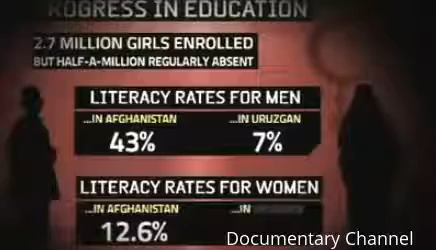 PROGRESS IN EDUCATION
2.7 MILLION GIRLS ENROLLED
BUT HALF-A-MILLION REGULARLY ABSENT
LITERACY RATES FOR MEN
...IN AFGHANISTAN ...IN URUZGAN
43% 7%
LITERACY RATES FOR WOMEN
...IN AFGHANISTAN ...IN
12.6%
Documentary Channel